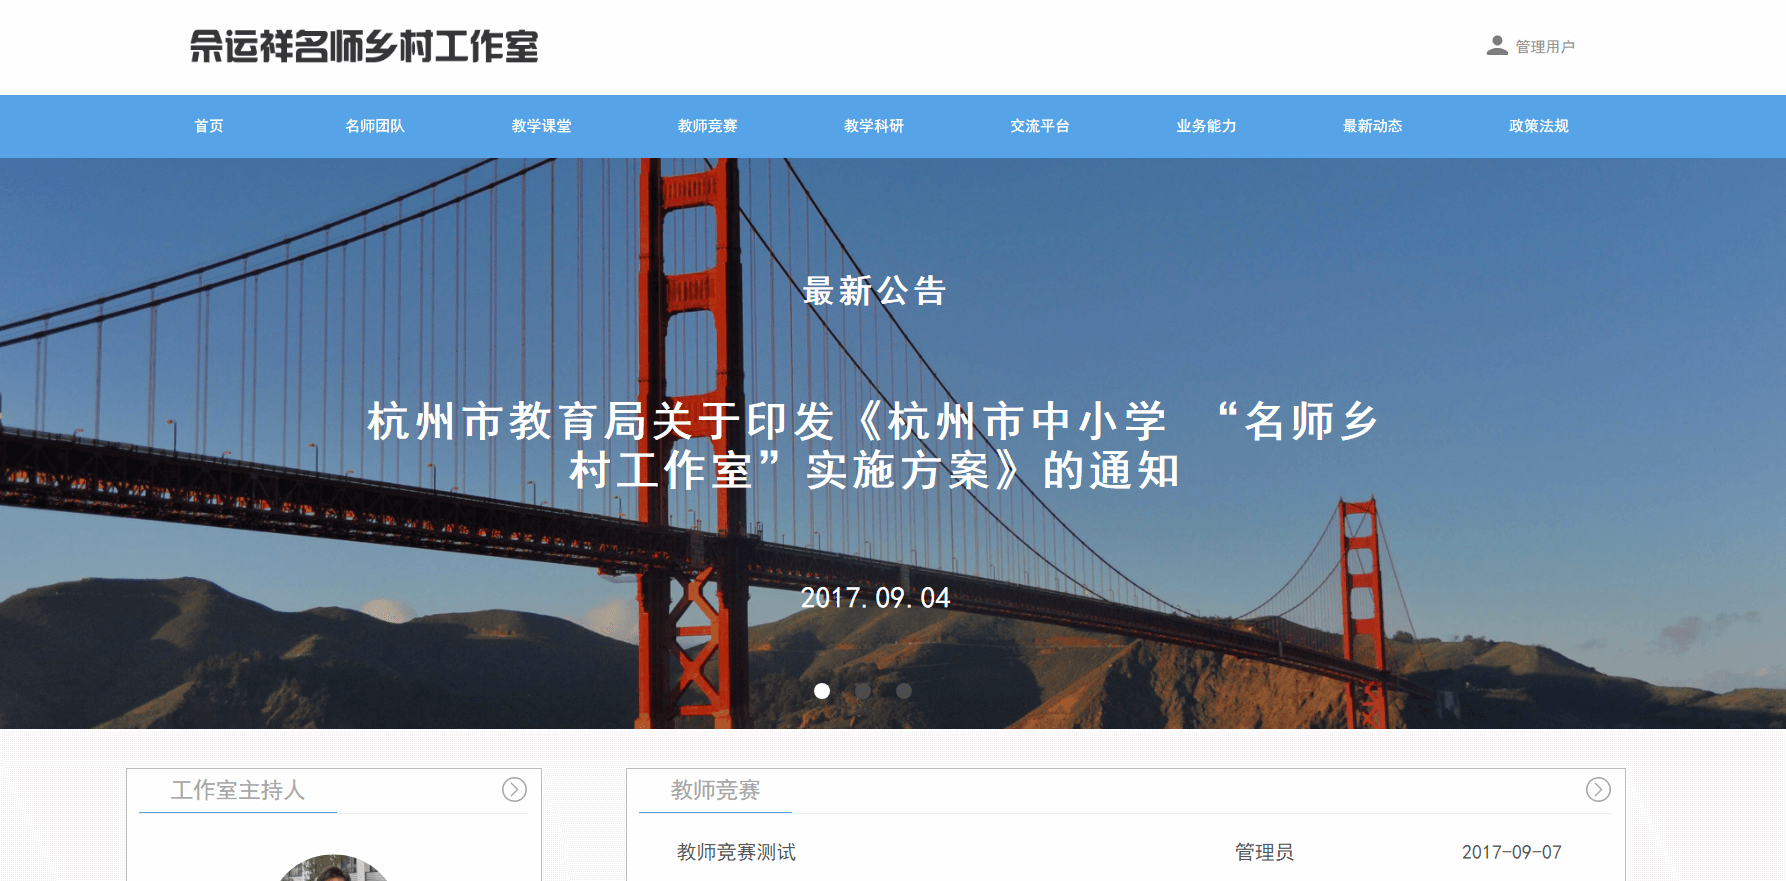 佘运祥名师乡村工作室
管理用户
首页 名师团队 教学课堂 教师竞赛 教学科研 交流平台 业务能力 最新动态 政策法规
最新公告
杭州市教育局关于印发《杭州市中小学 “名师乡
村工作室”实施方案》的通知
2017.09.04
工作室主持人
教师竞赛
教师竞赛测试 管理员 2017-09-07